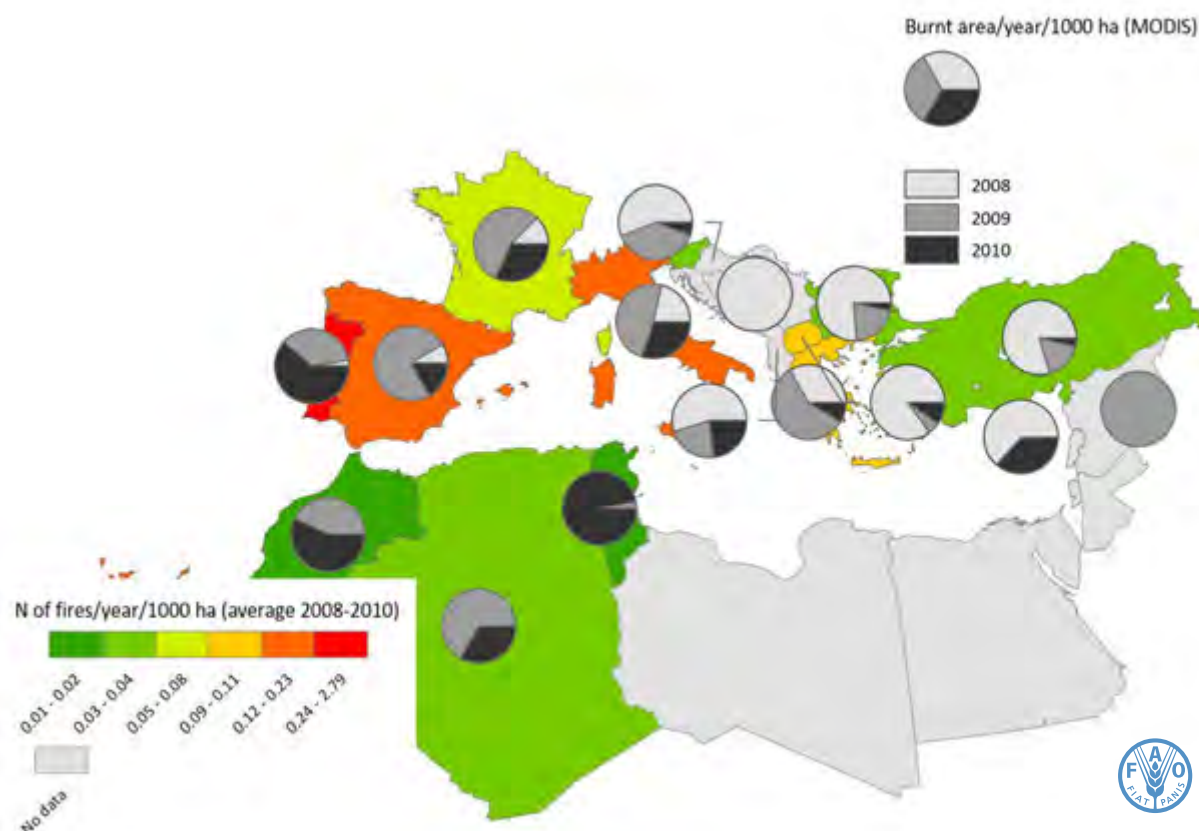 Burnt area/year/1000 ha (MODIS)
2008
2009
2010
N of fires/year/1000 ha (average 2008-2010)
0.01 - 0.02
0.03 - 0.04
0.05 - 0.08
0.09 - 0.11
0.12 - 0.23
0.24 - 2.79
No data
F A O
FIAT PANIS